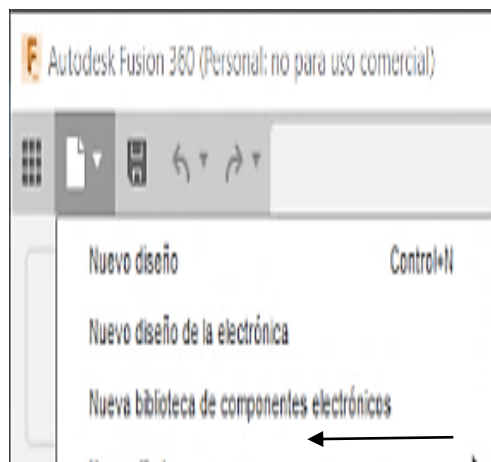 Autodesk Fusion 360 (Personal: no para uso comercial)
Nuevo diseño Control+N
Nuevo diseño de la electrónica
Nueva biblioteca de componentes electrónicos